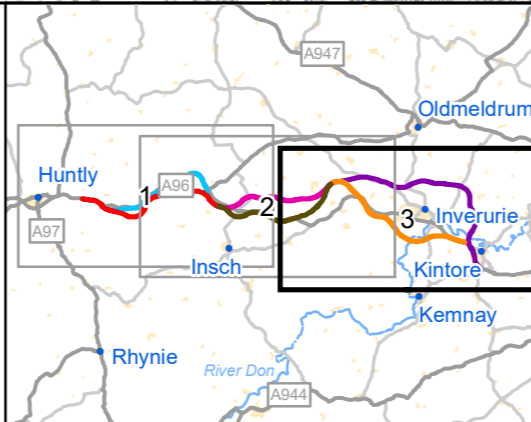 A947
Oldmeldrum
Huntly
1
A96
2
3
Inverurie
A97
Insch
Kintore
Kemnay
Rhynie
River Don
A944